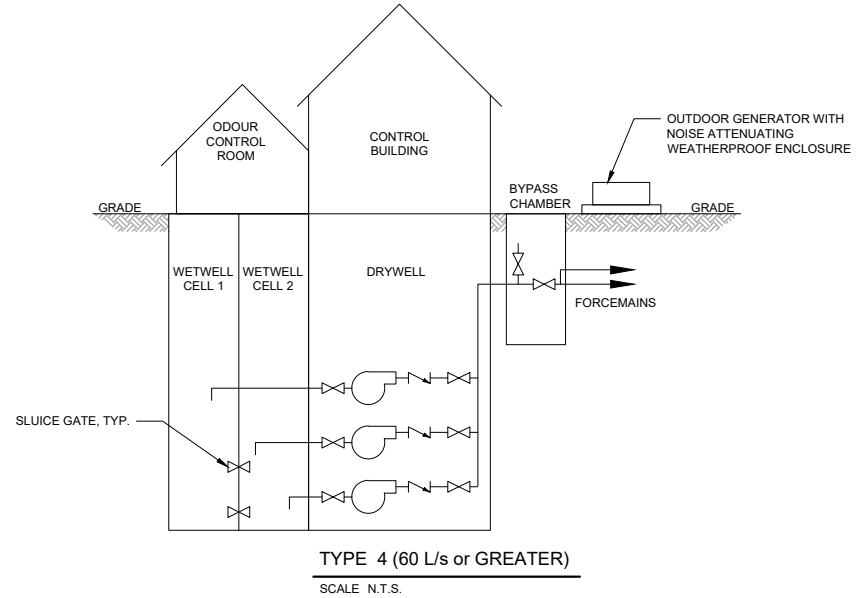 ODOUR
CONTROL
ROOM
CONTROL
BUILDING
OUTDOOR GENERATOR WITH
NOISE ATTENUATING
WEATHERPROOF ENCLOSURE
BYPASS
CHAMBER
GRADE
GRADE
WETWELL
CELL 1
WETWELL
CELL 2
DRYWELL
FORCEMAINS
SLUICE GATE, TYP.
TYPE 4 (60 L/s or GREATER)
SCALE N.T.S.